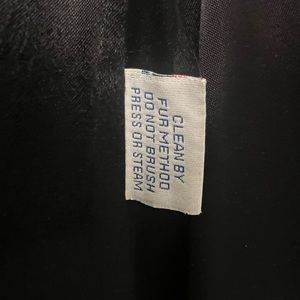 CLEAN BY
FUR METHOD
DO NOT BRUSH
PRESS OR STEAM